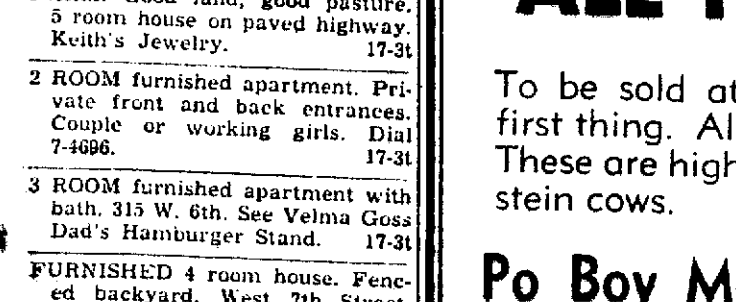 good pasture.
5 room house on paved highway.
Keith's Jewelry. 17-3t
2 ROOM furnished apartment. Pri-
vate front and back entrances.
Couple or working girls. Dial
7-4696. 17-3t
3 ROOM furnished apartment with
bath. 315 W. 6th. See Velma Goss
Dad's Hamburger Stand. 17-3t
FURNISHED 4 room house. Fenc-
ed backyard. West 7th Street.
ALL
To be sold at
first thing. Al
These are high
stein cows.
Po Boy M